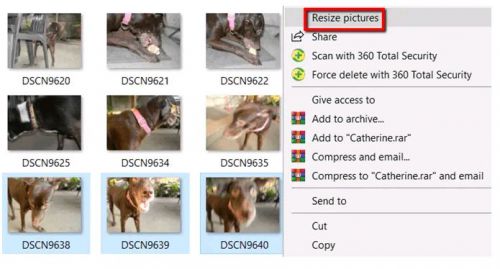 DSCN9620
DSCN9621
DSCN9622
DSCN9625
DSCN9634
DSCN9635
DSCN9638
DSCN9639
DSCN9640
Resize pictures
Share
Scan with 360 Total Security
Force delete with 360 Total Security
Give access to
Add to archive...
Add to "Catherine.rar"
Compress and email...
Compress to "Catherine.rar" and email
Send to
Cut
Copy